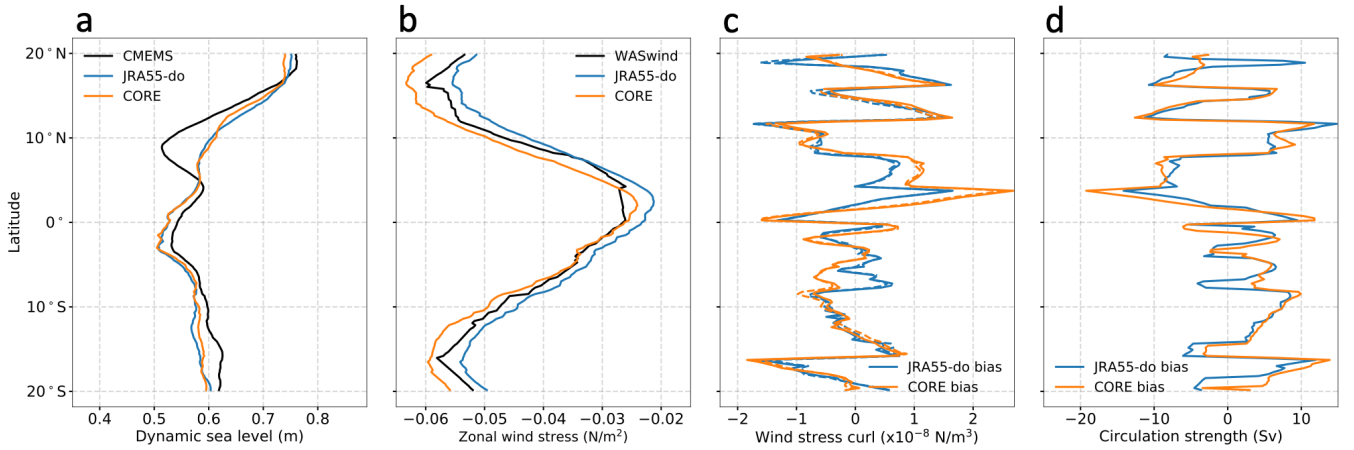 a
b
c
d
20°N
10°N
0°
10°S
20°S
Latitude
CMEMS
JRA55-do
CORE
0.4 0.5 0.6 0.7 0.8
Dynamic sea level (m)
WASwind
JRA55-do
CORE
−0.06 −0.05 −0.04 −0.03 −0.02
Zonal wind stress (N/m²)
JRA55-do bias
CORE bias
−2 −1 0 1 2
Wind stress curl (x10⁻⁸ N/m³)
JRA55-do bias
CORE bias
−20 −10 0 10
Circulation strength (Sv)